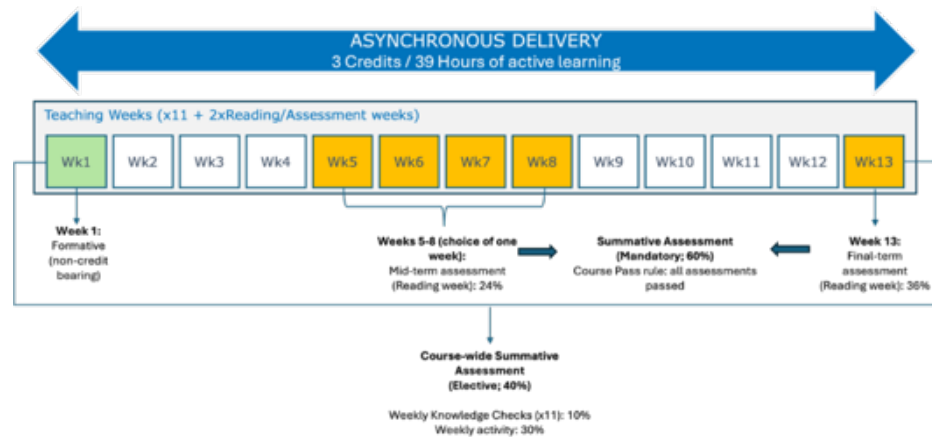 ASYNCHRONOUS DELIVERY
3 Credits / 39 Hours of active learning
Teaching Weeks (x11 + 2xReading/Assessment weeks)
Wk1
Wk2
Wk3
Wk4
Wk5
Wk6
Wk7
Wk8
Wk9
Wk10
Wk11
Wk12
Wk13
Week 1:
Formative
(non-credit
bearing)
Weeks 5-8 (choice of one
week):
Mid-term assessment
(Reading week): 24%
Summative Assessment
(Mandatory; 60%)
Course Pass rule: all assessments
passed
Week 13:
Final-term
assessment
(Reading week): 36%
Course-wide Summative
Assessment
(Elective; 40%)
Weekly Knowledge Checks (x11): 10%
Weekly activity: 30%